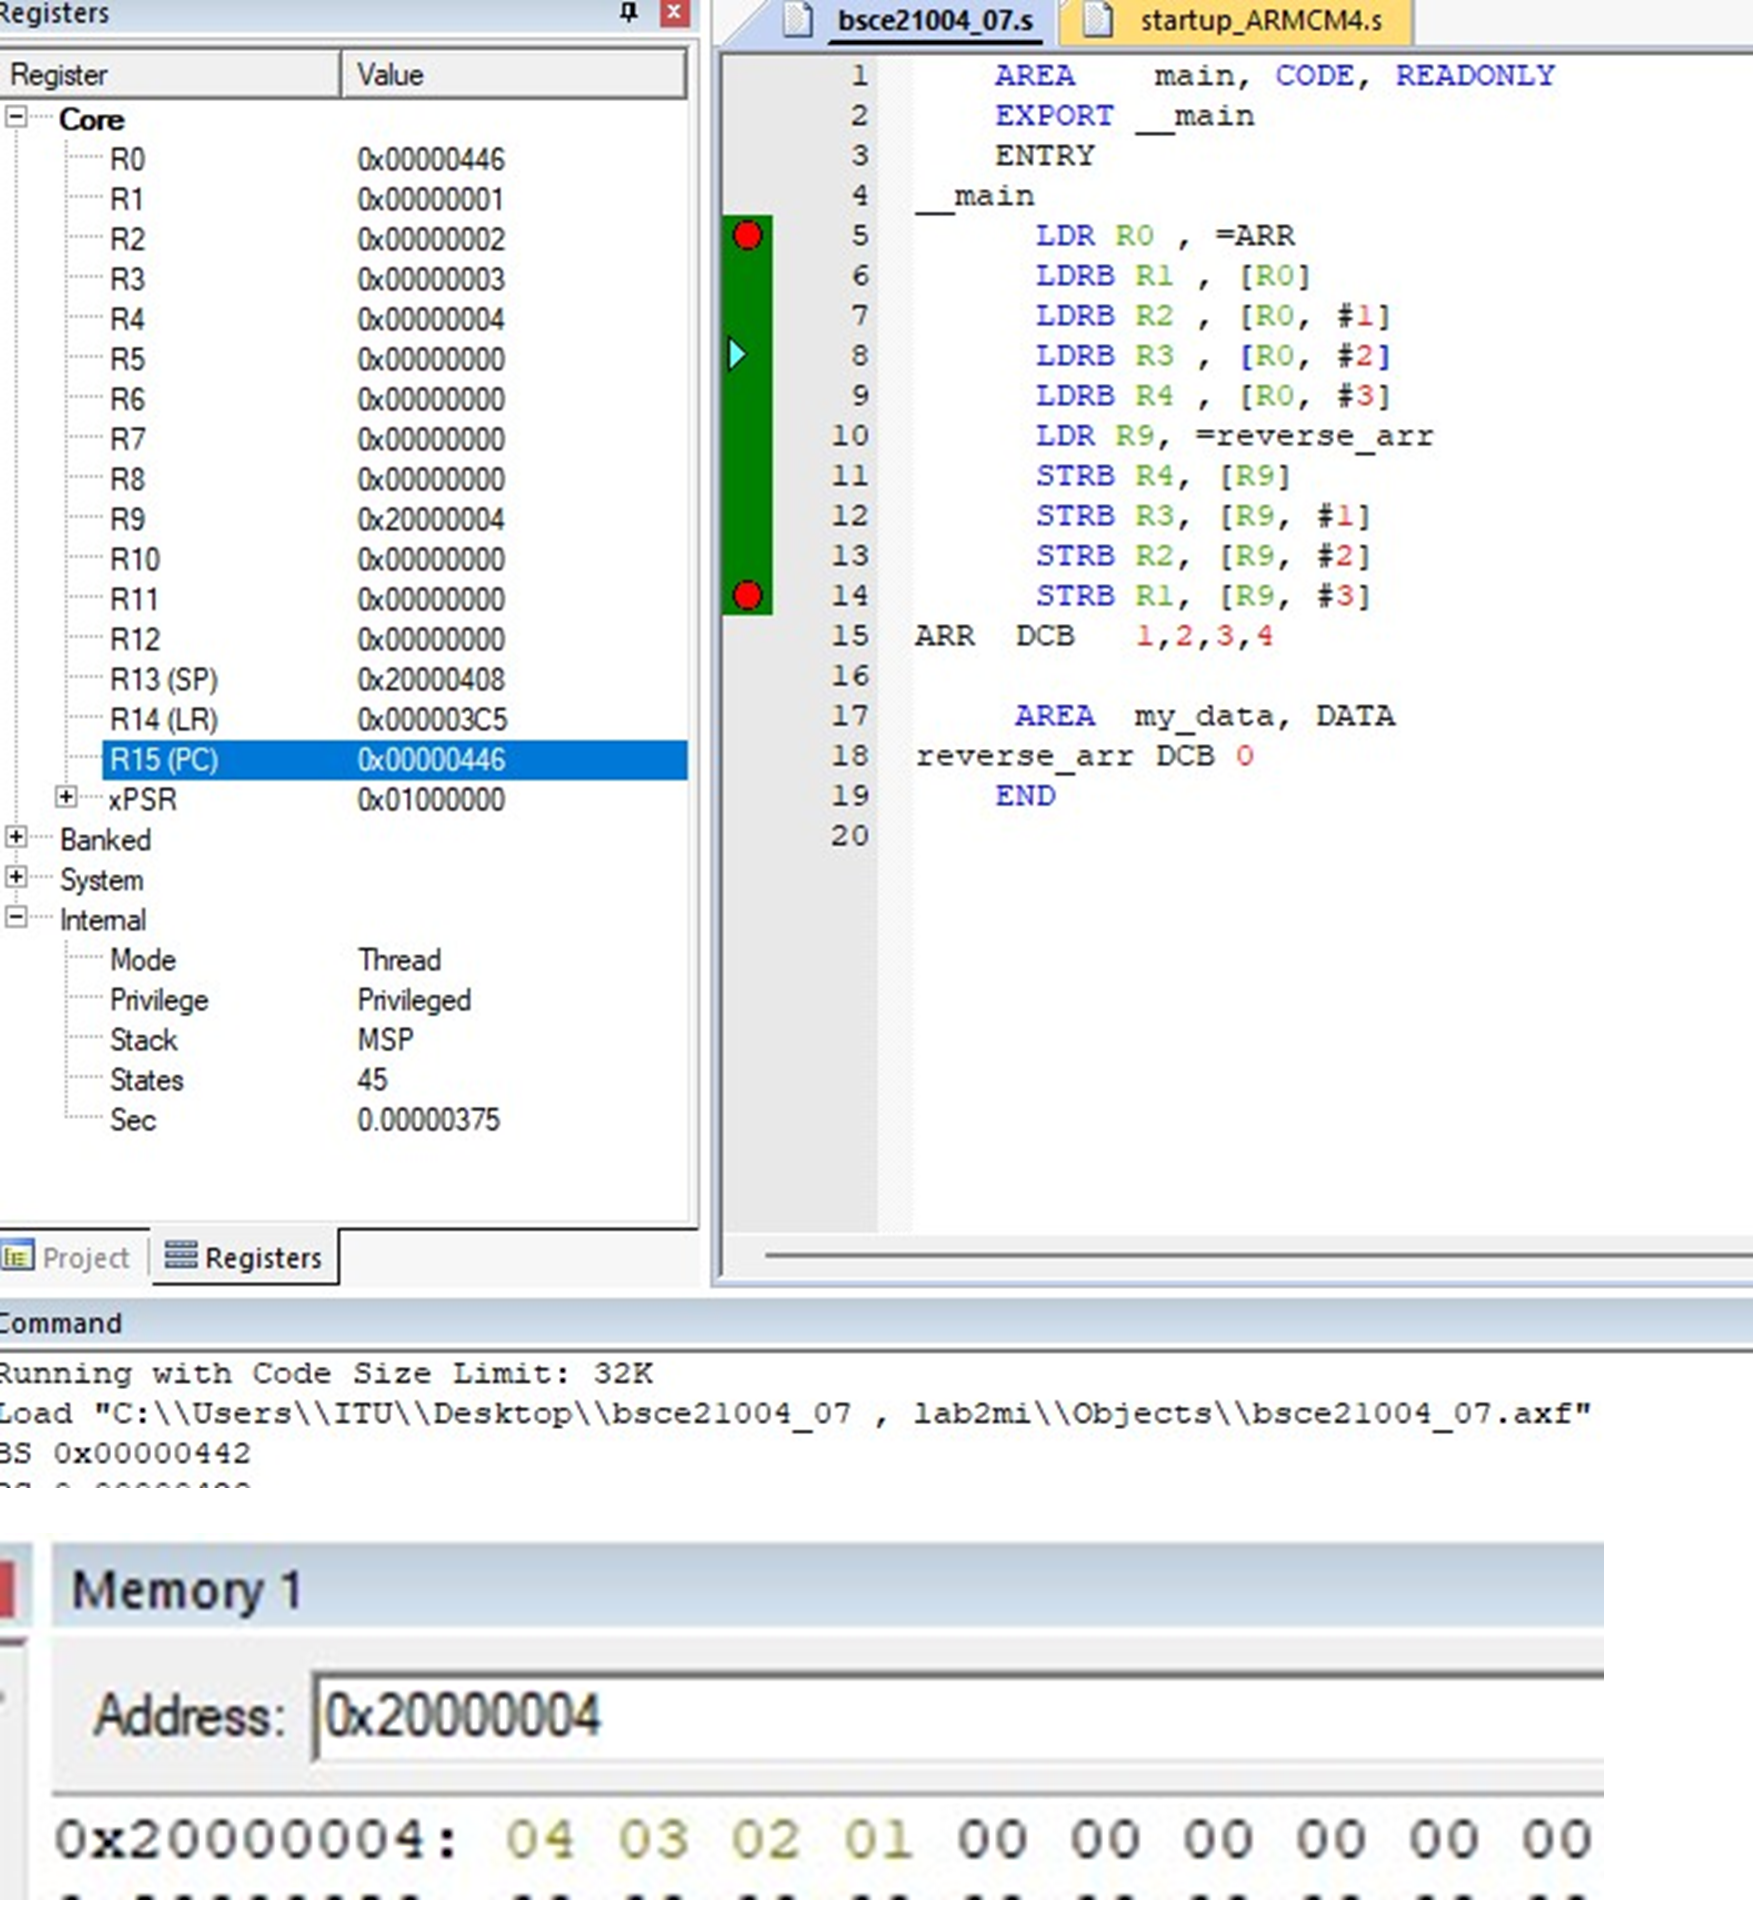 Registers
Register Value
Core
R0 0x00000446
R1 0x00000001
R2 0x00000002
R3 0x00000003
R4 0x00000004
R5 0x00000000
R6 0x00000000
R7 0x00000000
R8 0x00000000
R9 0x20000004
R10 0x00000000
R11 0x00000000
R12 0x00000000
R13 (SP) 0x20000408
R14 (LR) 0x000003C5
R15 (PC) 0x00000446
xPSR 0x01000000
Banked
System
Internal
Mode Thread
Privilege Privileged
Stack MSP
States 45
Sec 0.00000375
Project Registers
bsce21004_07.s startup_ARMCM4.s
1 AREA main, CODE, READONLY
2 EXPORT __main
3 ENTRY
4 __main
5 LDR R0 , =ARR
6 LDRB R1 , [R0]
7 LDRB R2 , [R0, #1]
8 LDRB R3 , [R0, #2]
9 LDRB R4 , [R0, #3]
10 LDR R9, =reverse_arr
11 STRB R4, [R9]
12 STRB R3, [R9, #1]
13 STRB R2, [R9, #2]
14 STRB R1, [R9, #3]
15 ARR DCB 1,2,3,4
16
17 AREA my_data, DATA
18 reverse_arr DCB 0
19 END
20
Command
Running with Code Size Limit: 32K
Load "C:\\Users\\ITU\\Desktop\\bsce21004_07 , lab2mi\\Objects\\bsce21004_07.axf"
BS 0x00000442
Memory 1
Address: 0x20000004
0x20000004: 04 03 02 01 00 00 00 00 00 00